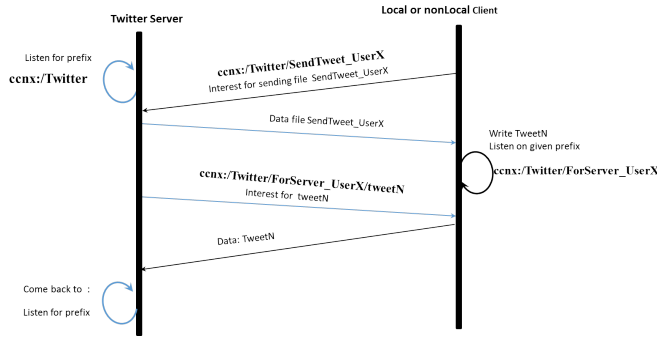 Local or nonLocal Client
Twitter Server
Listen for prefix
ccnx:/Twitter
ccnx:/Twitter/SendTweet_UserX
Interest for sending file SendTweet_UserX
Data file SendTweet_UserX
Write TweetN
Listen on given prefix
ccnx:/Twitter/ForServer_UserX
ccnx:/Twitter/ForServer_UserX/tweetN
Interest for tweetN
Data: TweetN
Come back to :
Listen for prefix